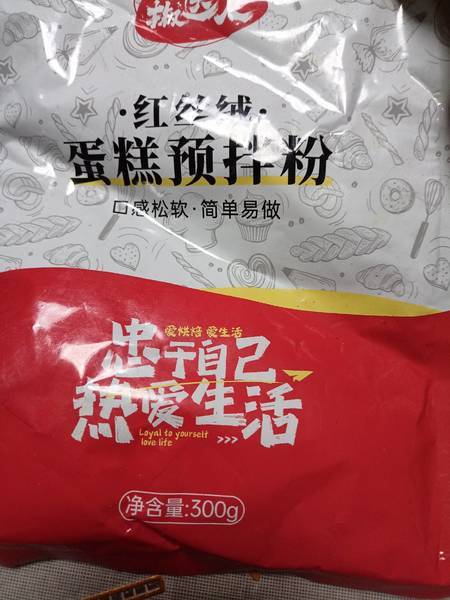 ·红丝绒·
蛋糕预拌粉
口感松软·简单易做
爱烘焙 爱生活
忠于自己
热爱生活
Loyal to yourself
love life
>>>
净含量:300g